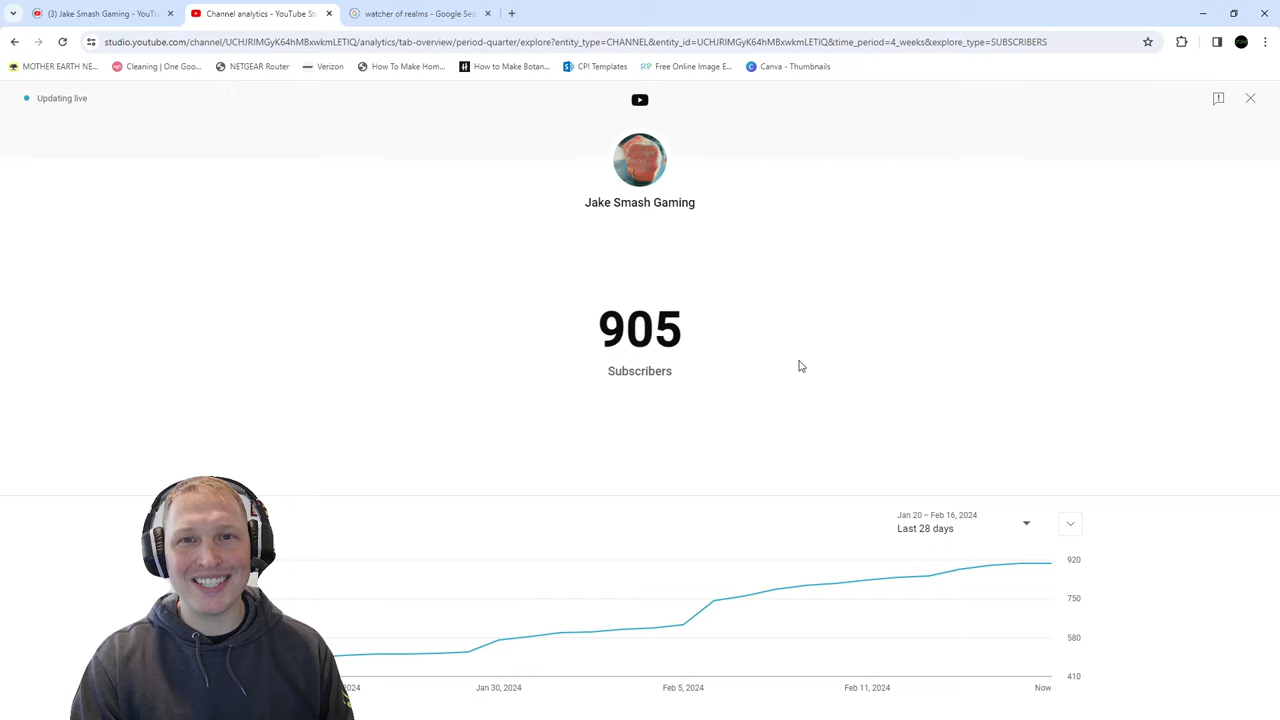 (3) Jake Smash Gaming - YouTu
Channel analytics - YouTube St
watcher of realms - Google Sea
studio.youtube.com/channel/UCHJRIMGyK64hMBxwkmLETIQ/analytics/tab-overview/period-quarter/explore?entity_type=CHANNEL&entity_id=UCHJRIMGyK64hMBxwkmLETIQ&time_period=4_weeks&explore_type=SUBSCRIBERS
MOTHER EARTH NE...
Cleaning | One Goo...
NETGEAR Router
Verizon
How To Make Hom...
How to Make Botan...
CPI Templates
Free Online Image E...
Canva - Thumbnails
Updating live
Jake Smash Gaming
905
Subscribers
Jan 20 – Feb 16, 2024
Last 28 days
920
750
580
410
2024
Jan 30, 2024
Feb 5, 2024
Feb 11, 2024
Now